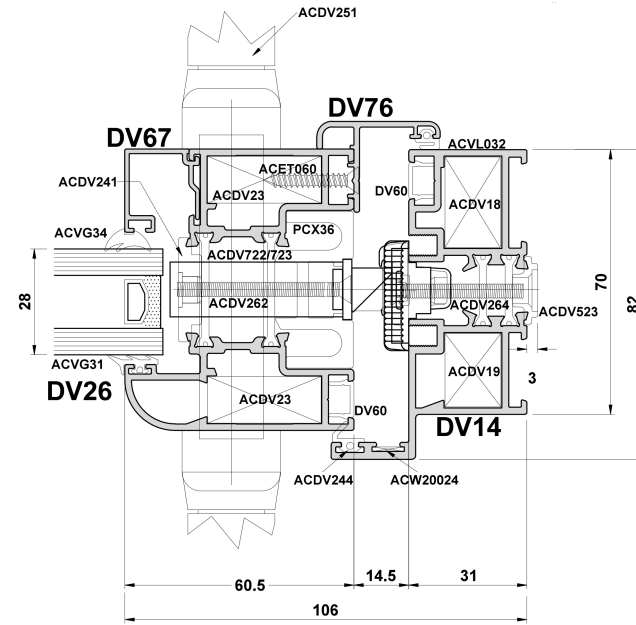 ACDV251
DV76
DV67
ACVL032
ACET060
ACDV241
ACDV23
DV60
ACDV18
ACVG34
PCX36
ACDV722/723
28
ACDV262
ACDV264
ACDV523
70
82
ACVG31
DV26
ACDV23
DV60
ACDV19
3
DV14
ACDV244
ACW20024
60.5
14.5
31
106